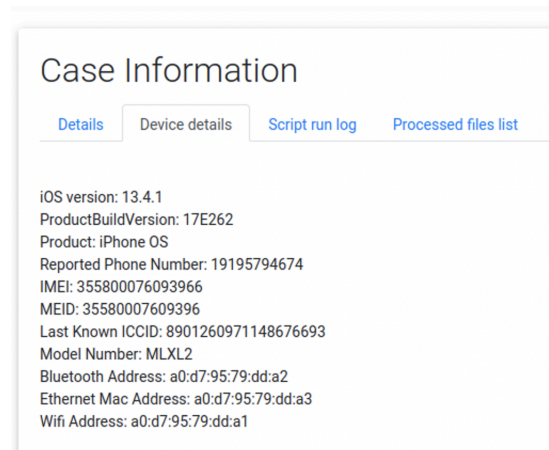 Case Information
Details Device details Script run log Processed files list
iOS version: 13.4.1
ProductBuildVersion: 17E262
Product: iPhone OS
Reported Phone Number: 19195794674
IMEI: 355800076093966
MEID: 35580007609396
Last Known ICCID: 8901260971148676693
Model Number: MLXL2
Bluetooth Address: a0:d7:95:79:dd:a2
Ethernet Mac Address: a0:d7:95:79:dd:a3
Wifi Address: a0:d7:95:79:dd:a1